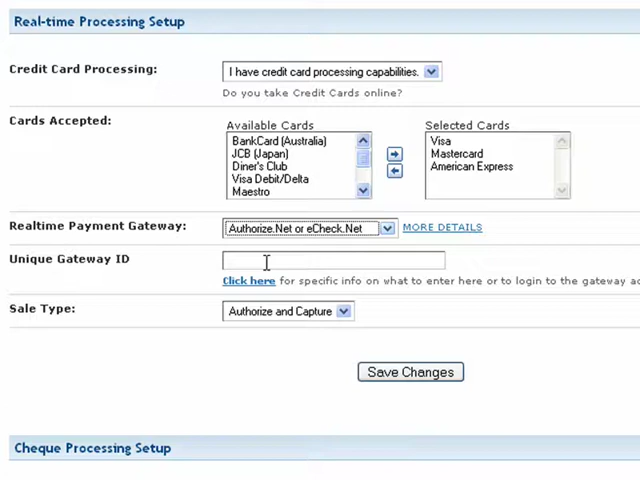 Real-time Processing Setup
Credit Card Processing:
I have credit card processing capabilities.
Do you take Credit Cards online?
Cards Accepted:
Available Cards
Selected Cards
BankCard (Australia)
JCB (Japan)
Diner's Club
Visa Debit/Delta
Maestro
Visa
Mastercard
American Express
Realtime Payment Gateway:
Authorize.Net or eCheck.Net
MORE DETAILS
Unique Gateway ID
Click here for specific info on what to enter here or to login to the gateway
Sale Type:
Authorize and Capture
Save Changes
Cheque Processing Setup